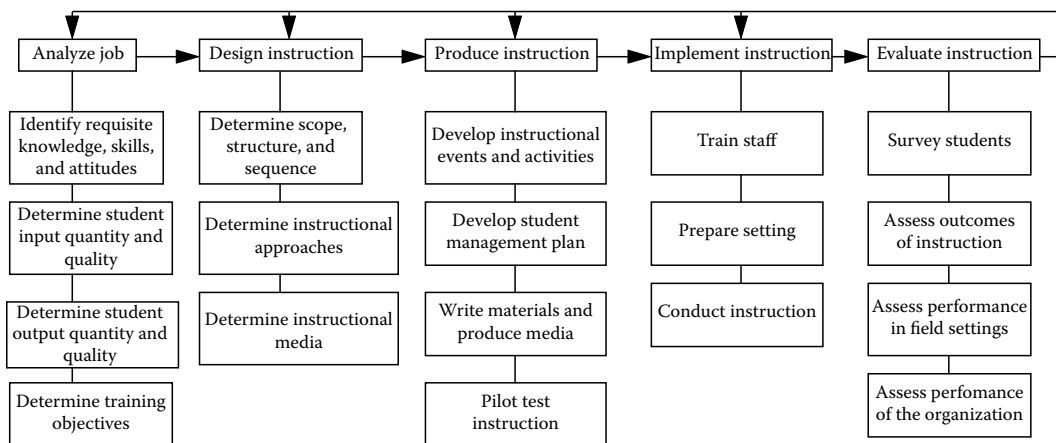 Analyze job
Design instruction
Produce instruction
Implement instruction
Evaluate instruction
Identify requisite
knowledge, skills,
and attitudes
Determine student
input quantity and
quality
Determine student
output quantity and
quality
Determine training
objectives
Determine scope,
structure, and
sequence
Determine instructional
approaches
Determine instructional
media
Develop instructional
events and activities
Develop student
management plan
Write materials and
produce media
Pilot test
instruction
Train staff
Prepare setting
Conduct instruction
Survey students
Assess outcomes
of instruction
Assess performance
in field settings
Assess perfomance
of the organization